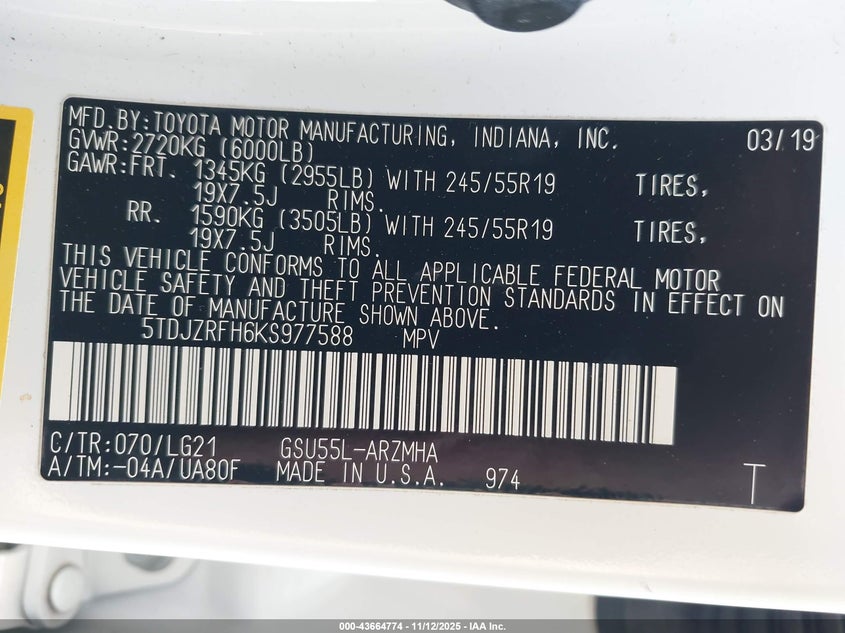 MFD.BY:TOYOTA MOTOR MANUFACTURING, INDIANA, INC. 03/19
GVWR:2720KG (6000LB)
GAWR:FRT. 1345KG (2955LB) WITH 245/55R19 TIRES,
19X7.5J RIMS.
RR. 1590KG (3505LB) WITH 245/55R19 TIRES,
19X7.5J RIMS.
THIS VEHICLE CONFORMS TO ALL APPLICABLE FEDERAL MOTOR
VEHICLE SAFETY AND THEFT PREVENTION STANDARDS IN EFFECT ON
THE DATE OF MANUFACTURE SHOWN ABOVE.
5TDJZRFH6KS977588 MPV
C/TR:070/LG21 GSU55L-ARZMHA
A/TM:-04A/UA80F MADE IN U.S.A. 974 T
000-43664774 - 11/12/2025 - IAA Inc.